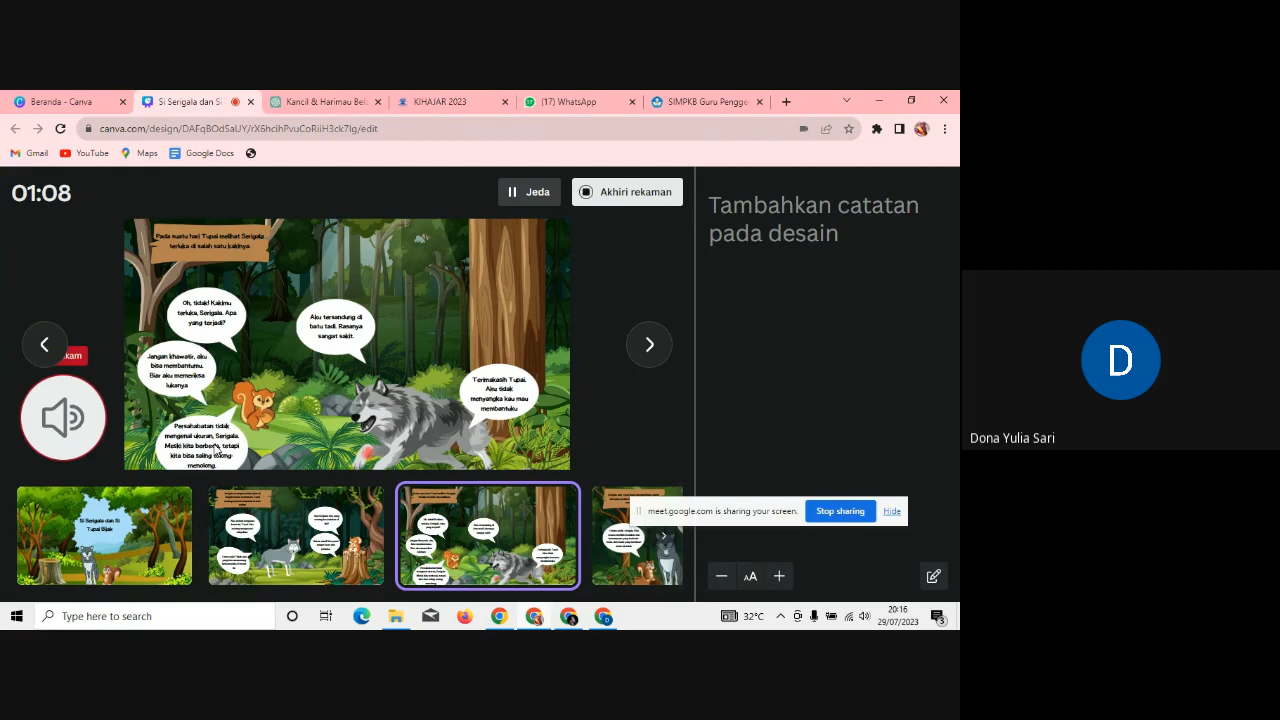 Beranda - Canva
Si Serigala dan Si
Kancil & Harimau Bela
KIHAJAR 2023
(17) WhatsApp
SIMPKB Guru Pengge
canva.com/design/DAFqBOdSaUY/rX6hcihPvuCoRiiH3ck7Ig/edit
Gmail
YouTube
Maps
Google Docs
01:08
Jeda
Akhiri rekaman
Tambahkan catatan
pada desain
Pada suatu hari Tupai melihat Serigala
terluka di salah satu kakinya.
Oh, tidak! Kakimu
terluka, Serigala. Apa
yang terjadi?
Aku tersandung di
batu tadi. Rasanya
sangat sakit.
Jangan khawatir, aku
bisa membantumu.
Biar aku memeriksa
lukanya
Terimakasih Tupai.
Aku tidak
menyangka kau mau
membantuku
Persahabatan tidak
mengenal ukuran, Serigala.
Meski kita berbeda, tetapi
kita bisa saling tolong-
menolong.
kam
Si Serigala dan Si
Tupai Bijak
meet.google.com is sharing your screen.
Stop sharing
Hide
AA
D
Dona Yulia Sari
Type here to search
32°C
20:16
29/07/2023
3